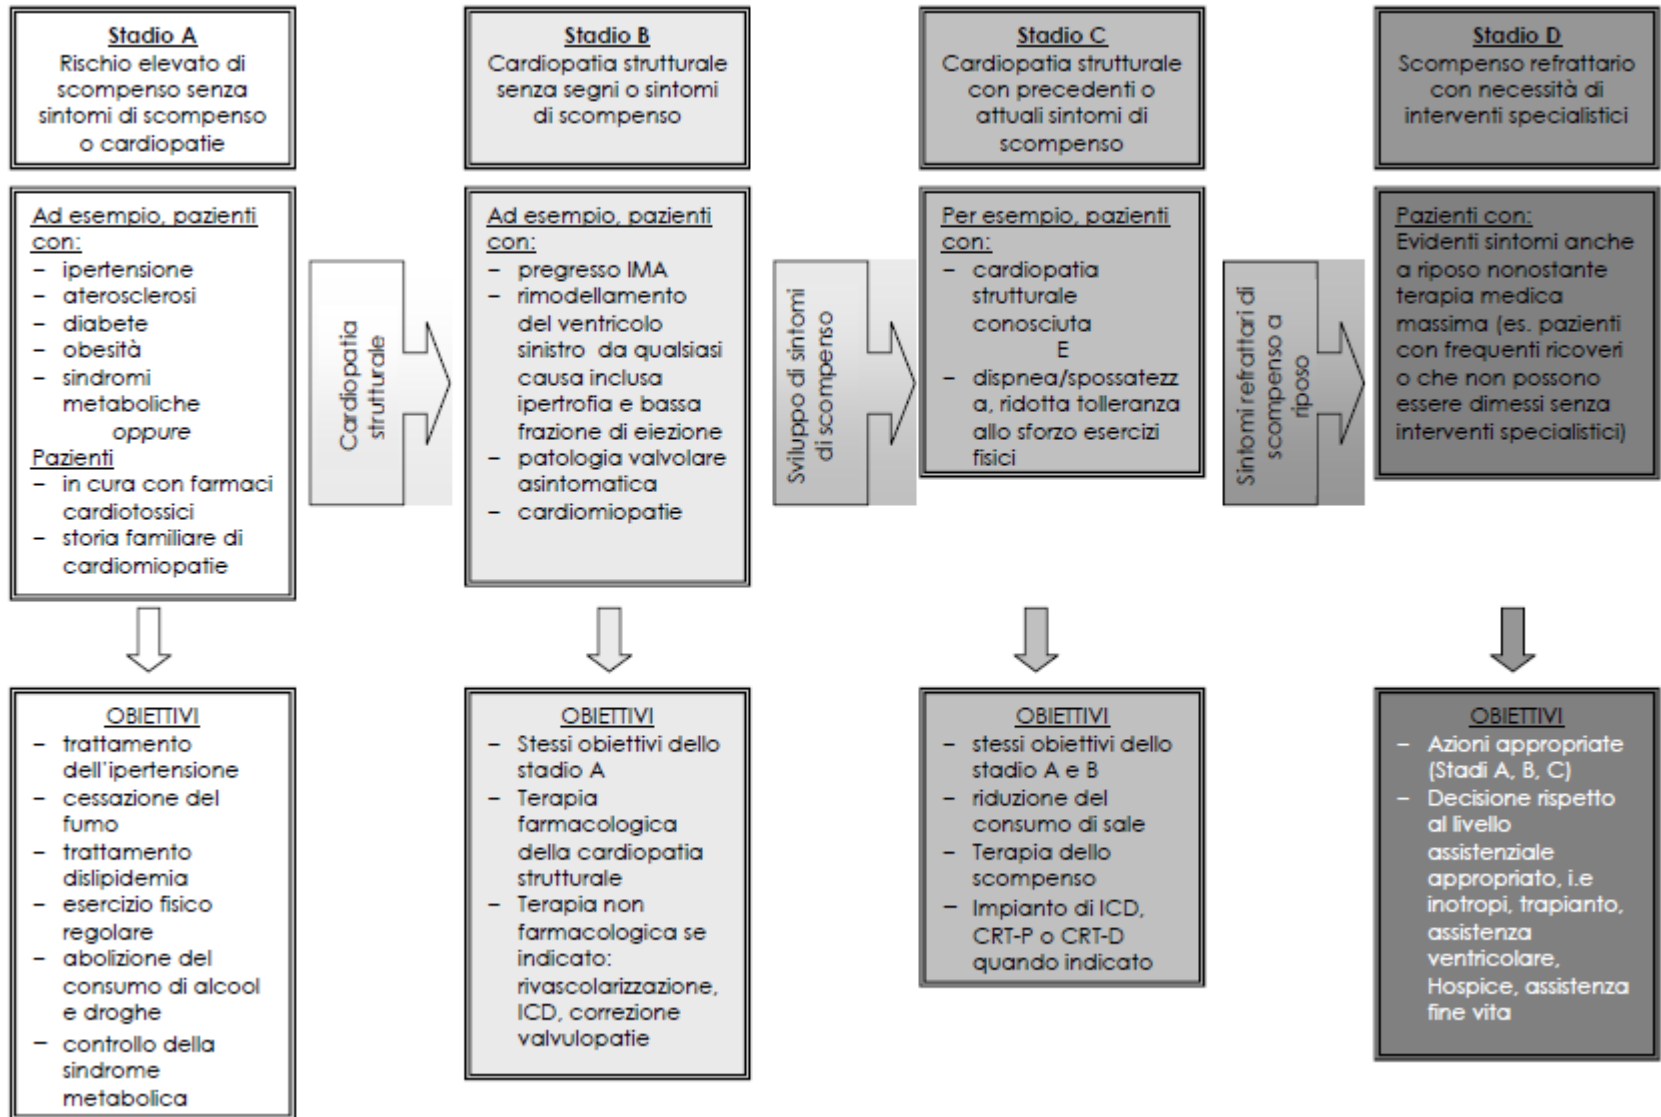 Stadio A
Rischio elevato di
scompenso senza
sintomi di scompenso
o cardiopatie
Stadio B
Cardiopatia strutturale
senza segni o sintomi
di scompenso
Stadio C
Cardiopatia strutturale
con precedenti o
attuali sintomi di
scompenso
Stadio D
Scompenso refrattario
con necessità di
interventi specialistici
Ad esempio, pazienti
con:
– ipertensione
– aterosclerosi
– diabete
– obesità
– sindromi
metaboliche
oppure
Pazienti
– in cura con farmaci
cardiotossici
– storia familiare di
cardiomiopatie
Cardiopatia
strutturale
Ad esempio, pazienti
con:
– pregresso IMA
– rimodellamento
del ventricolo
sinistro da qualsiasi
causa inclusa
ipertrofia e bassa
frazione di eiezione
– patologia valvolare
asintomatica
– cardiomiopatie
Sviluppo di sintomi
di scompenso
Per esempio, pazienti
con:
– cardiopatia
strutturale
conosciuta
E
– dispnea/spossatezz
a, ridotta tolleranza
allo sforzo esercizi
fisici
Sintomi refrattari di
scompenso a
riposo
Pazienti con:
Evidenti sintomi anche
a riposo nonostante
terapia medica
massima (es. pazienti
con frequenti ricoveri
o che non possono
essere dimessi senza
interventi specialistici)
OBIETTIVI
– trattamento
dell'ipertensione
– cessazione del
fumo
– trattamento
dislipidemia
– esercizio fisico
regolare
– abolizione del
consumo di alcool
e droghe
– controllo della
sindrome
metabolica
OBIETTIVI
– Stessi obiettivi dello
stadio A
– Terapia
farmacologica
della cardiopatia
strutturale
– Terapia non
farmacologica se
indicato:
rivascolarizzazione,
ICD, correzione
valvulopatie
OBIETTIVI
– stessi obiettivi dello
stadio A e B
– riduzione del
consumo di sale
– Terapia dello
scompenso
– Impianto di ICD,
CRT-P o CRT-D
quando indicato
OBIETTIVI
– Azioni appropriate
(Stadi A, B, C)
– Decisione rispetto
al livello
assistenziale
appropriato, i.e
inotropi, trapianto,
assistenza
ventricolare,
Hospice, assistenza
fine vita